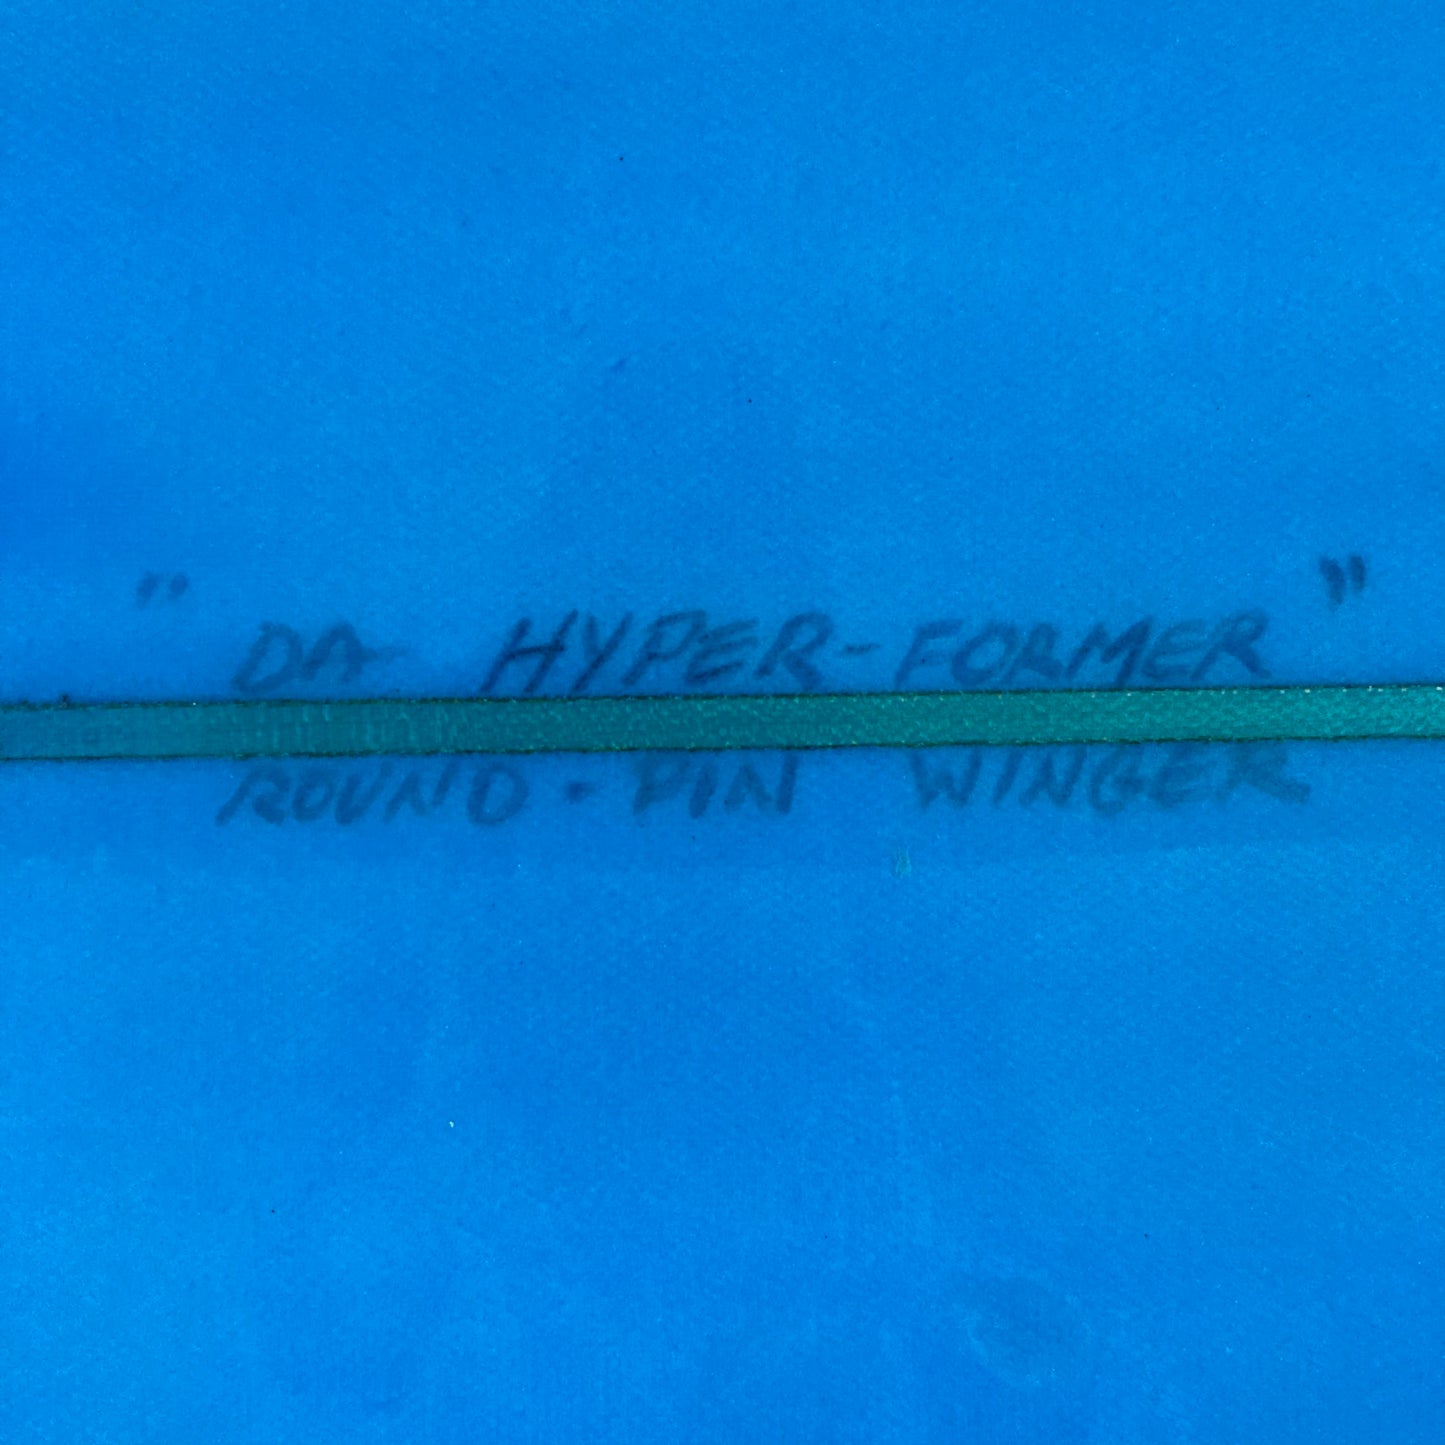 " DA HYPER-FORMER "
ROUND-PIN WINGER